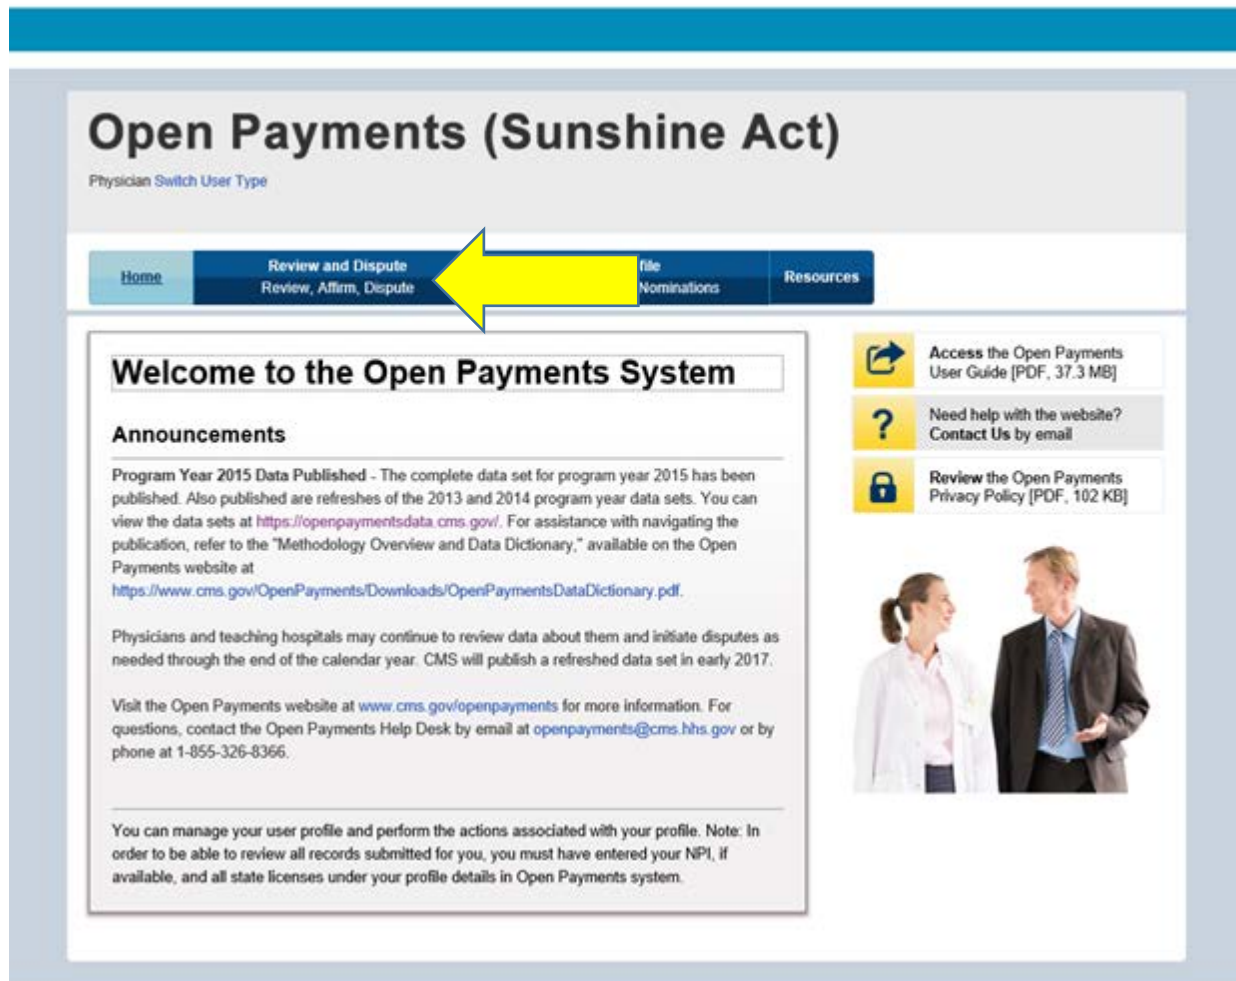 Open Payments (Sunshine Act)
Physician Switch User Type
Home
Review and Dispute
Review, Affirm, Dispute
file
Nominations
Resources
Welcome to the Open Payments System
Announcements
Program Year 2015 Data Published - The complete data set for program year 2015 has been
published. Also published are refreshes of the 2013 and 2014 program year data sets. You can
view the data sets at https://openpaymentsdata.cms.gov/. For assistance with navigating the
publication, refer to the "Methodology Overview and Data Dictionary," available on the Open
Payments website at
https://www.cms.gov/OpenPayments/Downloads/OpenPaymentsDataDictionary.pdf.
Physicians and teaching hospitals may continue to review data about them and initiate disputes as
needed through the end of the calendar year. CMS will publish a refreshed data set in early 2017.
Visit the Open Payments website at www.cms.gov/openpayments for more information. For
questions, contact the Open Payments Help Desk by email at openpayments@cms.hhs.gov or by
phone at 1-855-326-8366.
You can manage your user profile and perform the actions associated with your profile. Note: In
order to be able to review all records submitted for you, you must have entered your NPI, if
available, and all state licenses under your profile details in Open Payments system.
Access the Open Payments
User Guide [PDF, 37.3 MB]
?
Need help with the website?
Contact Us by email
Review the Open Payments
Privacy Policy [PDF, 102 KB]